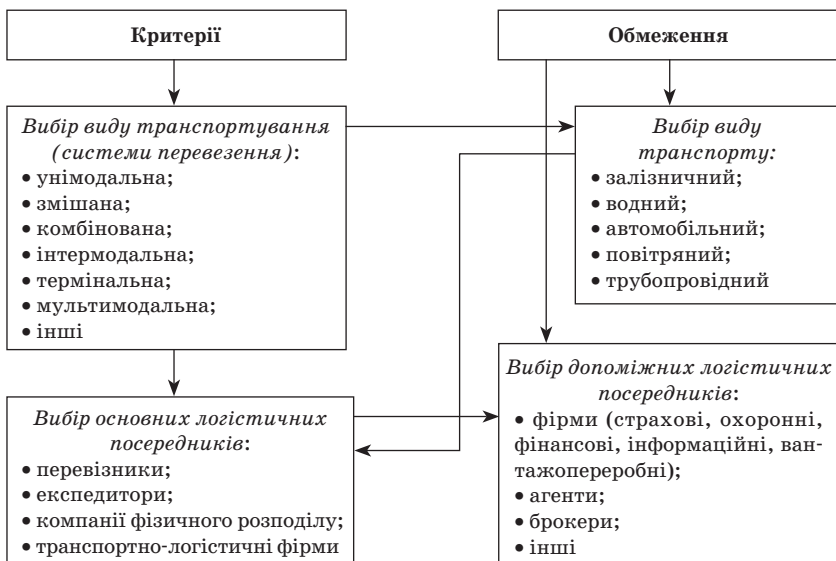 Критерії
Обмеження
Вибір виду транспортування
(системи перевезення):
• унімодальна;
• змішана;
• комбінована;
• інтермодальна;
• термінальна;
• мультимодальна;
• інші
Вибір виду
транспорту:
• залізничний;
• водний;
• автомобільний;
• повітряний;
• трубопровідний
Вибір основних логістичних
посередників:
• перевізники;
• експедитори;
• компанії фізичного розподілу;
• транспортно-логістичні фірми
Вибір допоміжних логістичних
посередників:
• фірми (страхові, охоронні,
фінансові, інформаційні, ван-
тажопереробні);
• агенти;
• брокери;
• інші